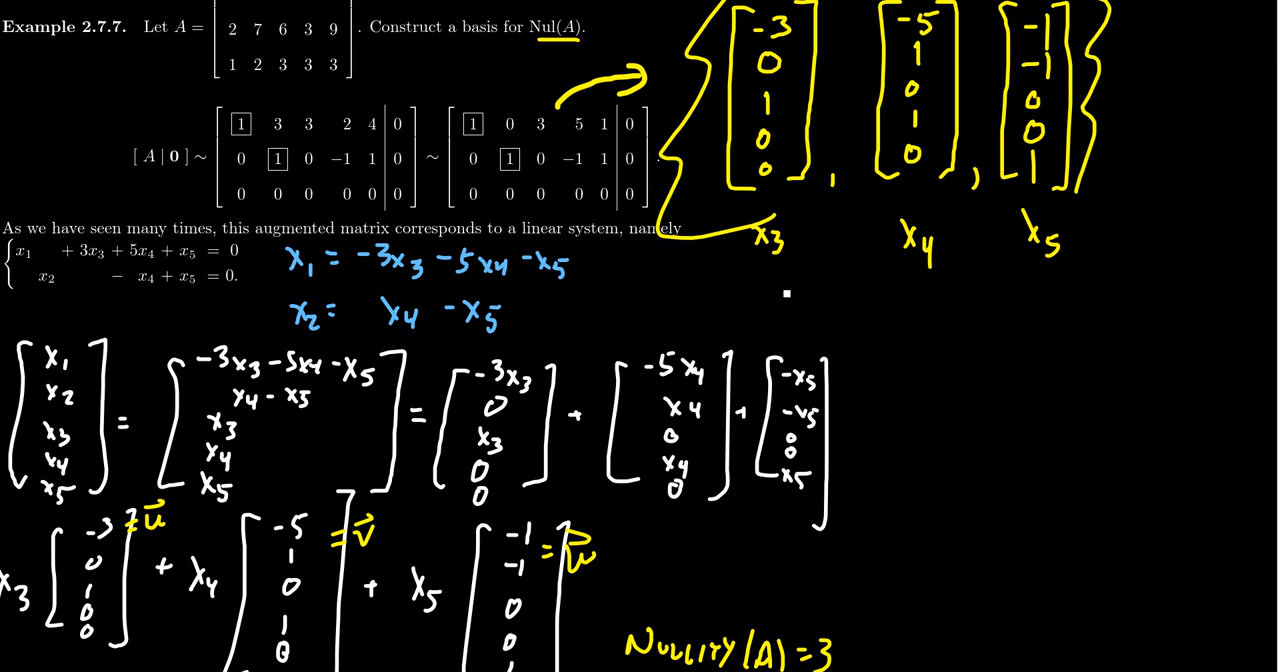 Example 2.7.7. Let A = [ 2 7 6 3 9 ] . Construct a basis for Nul(A).
1 2 3 3 3
[ A | 0 ] ~ [ 1 3 3 2 4 | 0 ] ~ [ 1 0 3 5 1 | 0 ] .
0 1 0 −1 1 | 0   0 1 0 −1 1 | 0
0 0 0 0 0 | 0   0 0 0 0 0 | 0
{ [ -3 0 1 0 0 ] , [ -5 1 0 1 0 ] , [ -1 -1 0 0 1 ] }
x3 x4 x5
As we have seen many times, this augmented matrix corresponds to a linear system, namely
{ x1 + 3x3 + 5x4 + x5 = 0
x2 − x4 + x5 = 0.
x1 = -3x3 -5x4 -x5
x2 = x4 -x5
[ x1 x2 x3 x4 x5 ] = [ -3x3-5x4-x5 x4-x5 x3 x4 x5 ] = [ -3x3 0 x3 0 0 ] + [ -5x4 x4 0 x4 0 ] + [ -x5 -x5 0 0 x5 ]
x3 [ -3 0 1 0 0 ] = u⃗ + x4 [ -5 1 0 1 0 ] = v⃗ + x5 [ -1 -1 0 0 ] = w⃗
NULLITY(A) = 3